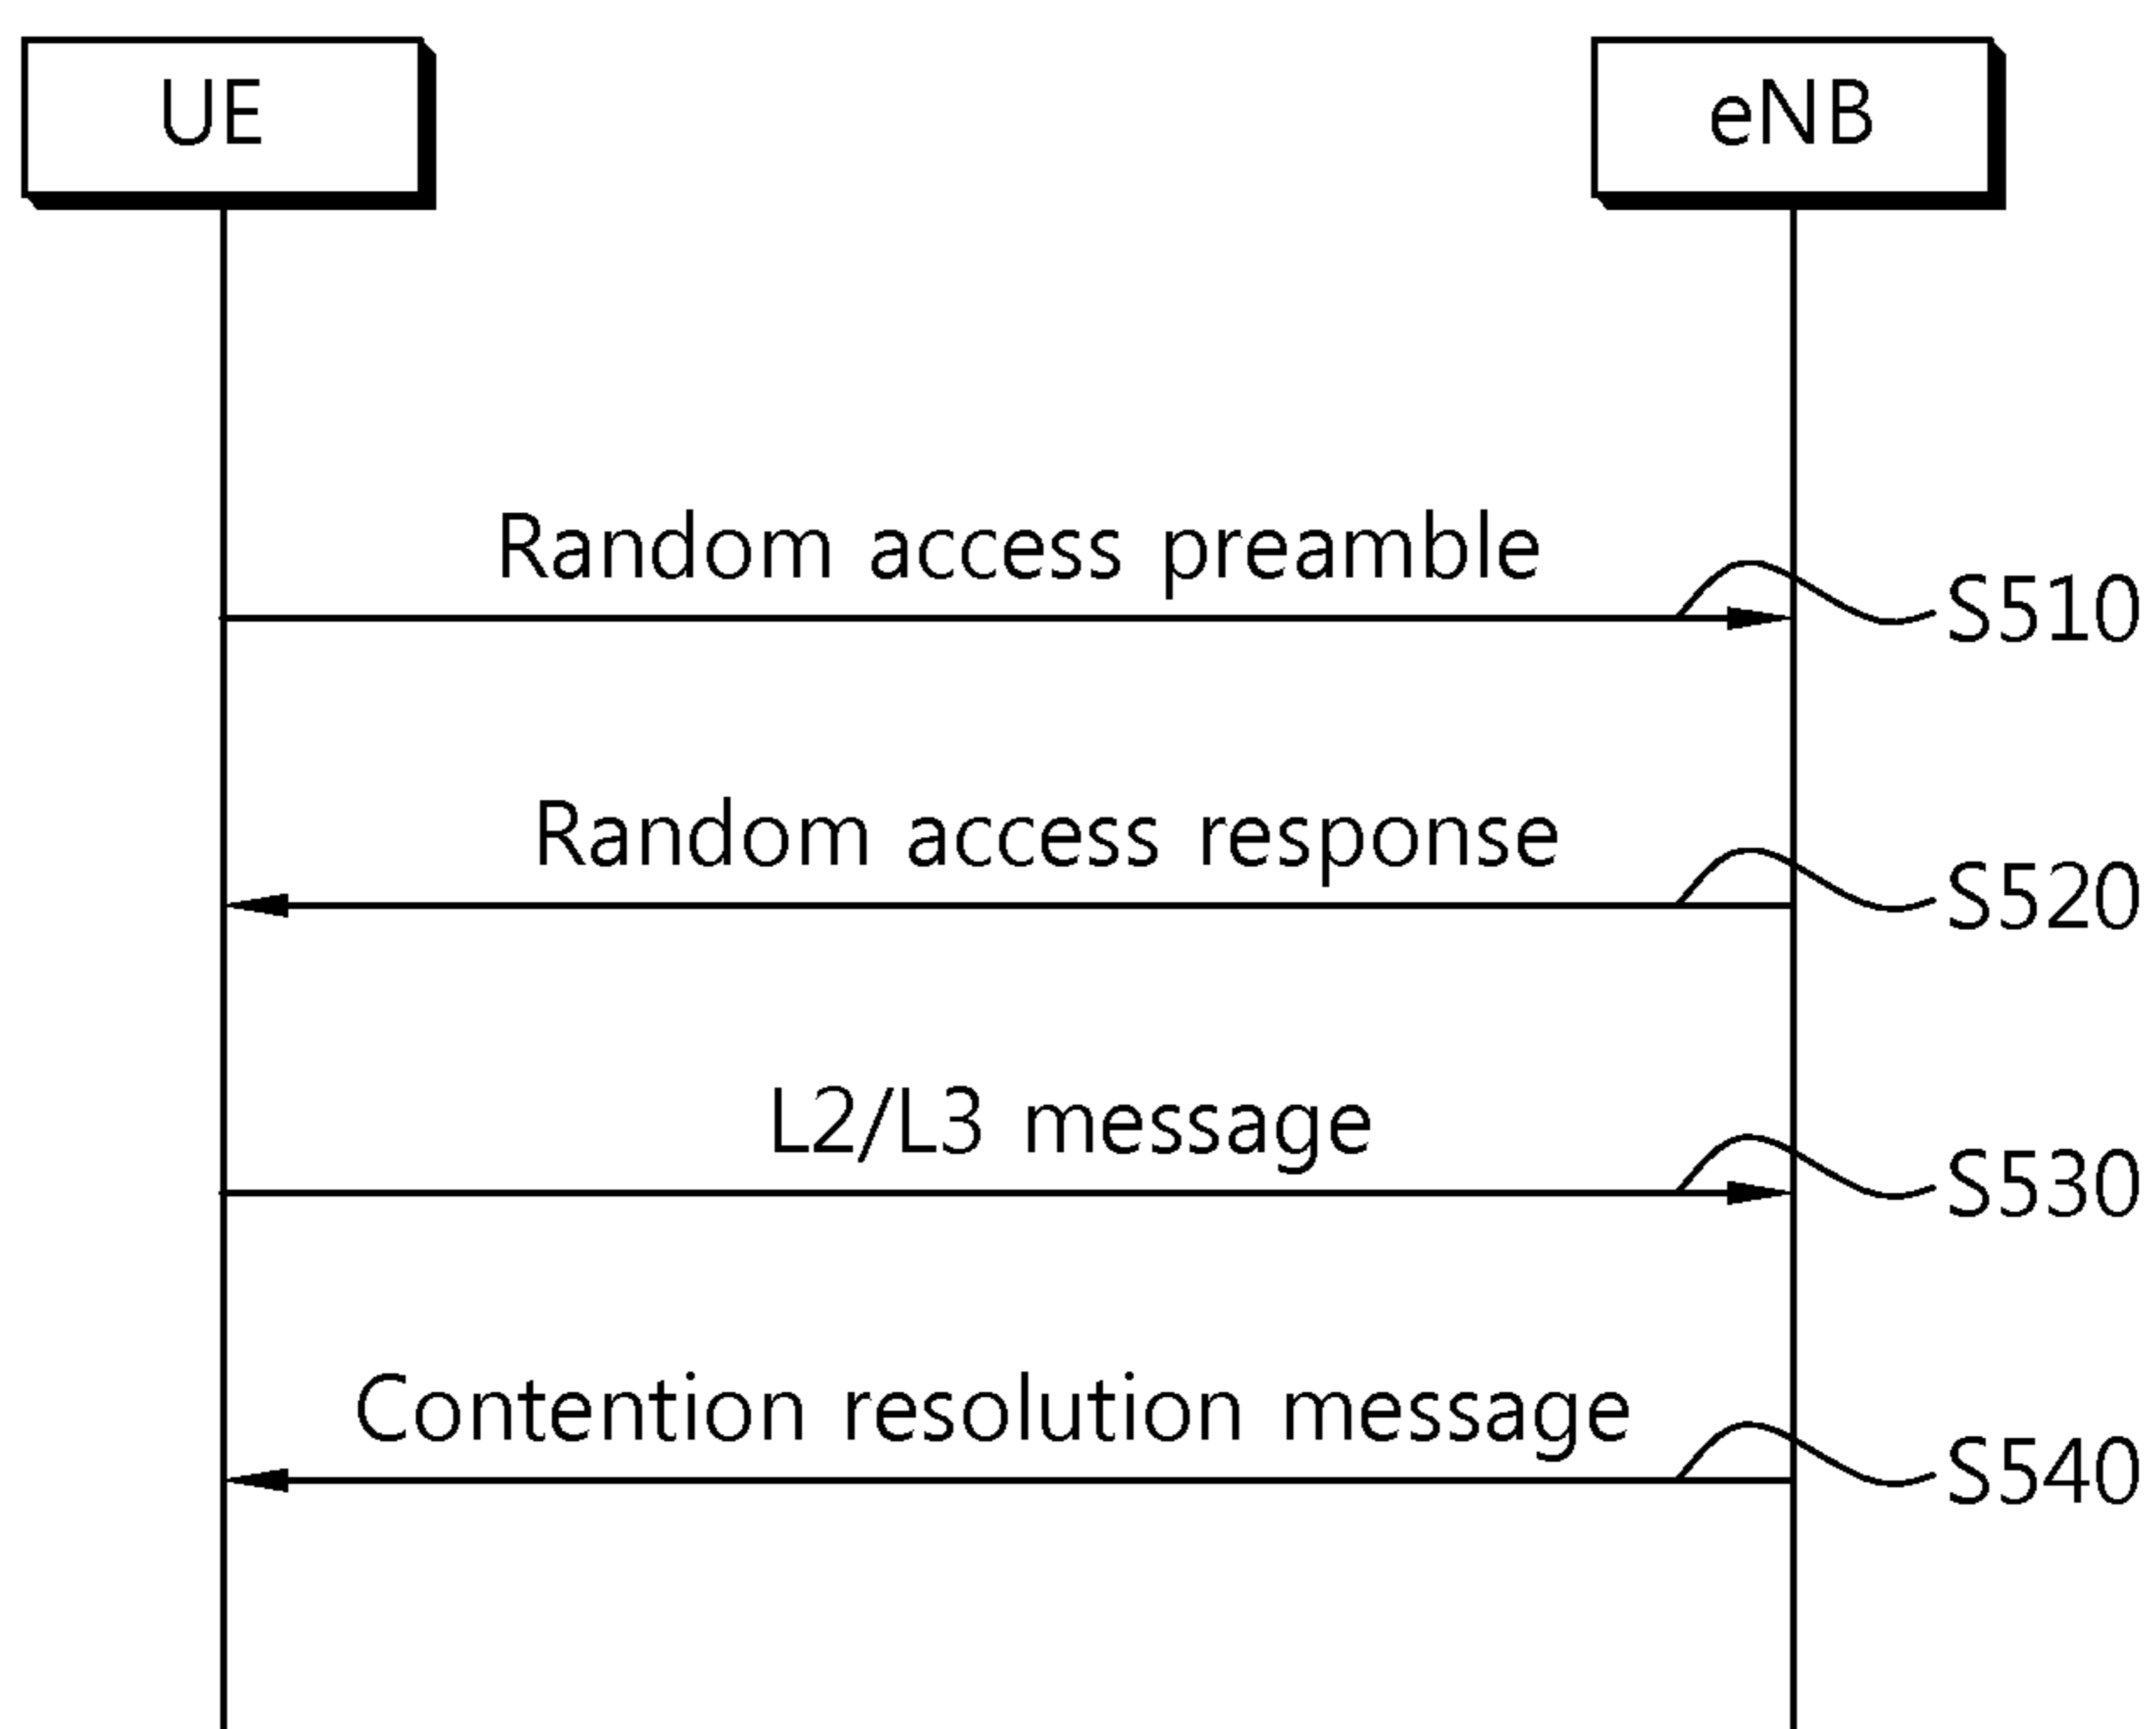 UE
eNB
Random access preamble
S510
Random access response
S520
L2/L3 message
S530
Contention resolution message
S540